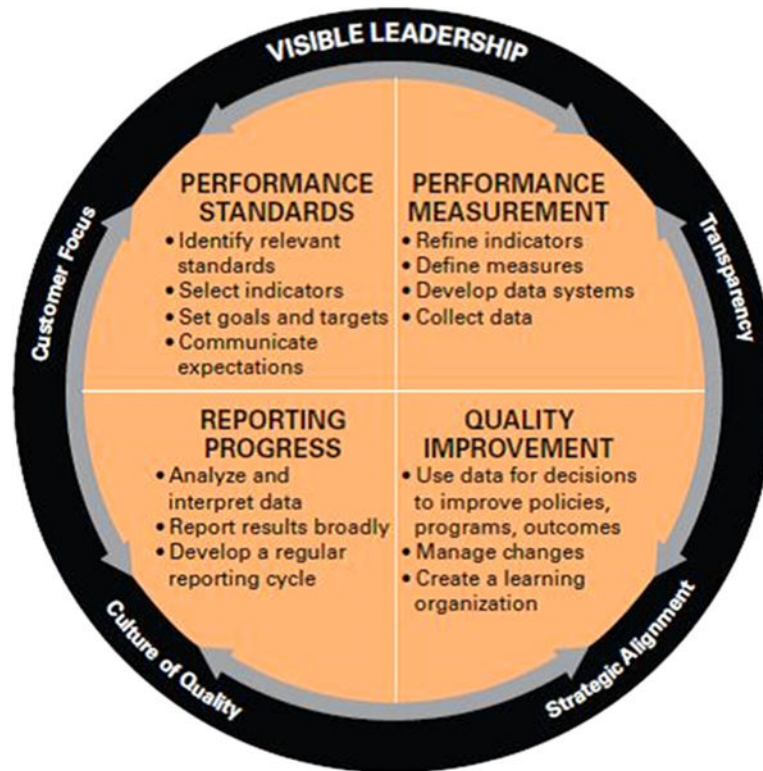 VISIBLE LEADERSHIP
Customer Focus
Transparency
PERFORMANCE
STANDARDS
• Identify relevant
standards
• Select indicators
• Set goals and targets
• Communicate
expectations
PERFORMANCE
MEASUREMENT
• Refine indicators
• Define measures
• Develop data systems
• Collect data
REPORTING
PROGRESS
• Analyze and
interpret data
• Report results broadly
• Develop a regular
reporting cycle
QUALITY
IMPROVEMENT
• Use data for decisions
to improve policies,
programs, outcomes
• Manage changes
• Create a learning
organization
Culture of Quality
Strategic Alignment